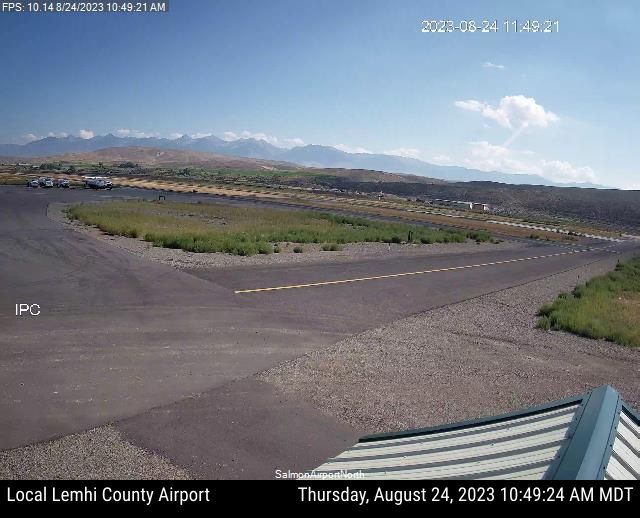 FPS: 10.14 8/24/2023 10:49:21 AM
2023-08-24 11:49:21
IPC
SalmonAirportNorth
Local Lemhi County Airport Thursday, August 24, 2023 10:49:24 AM MDT